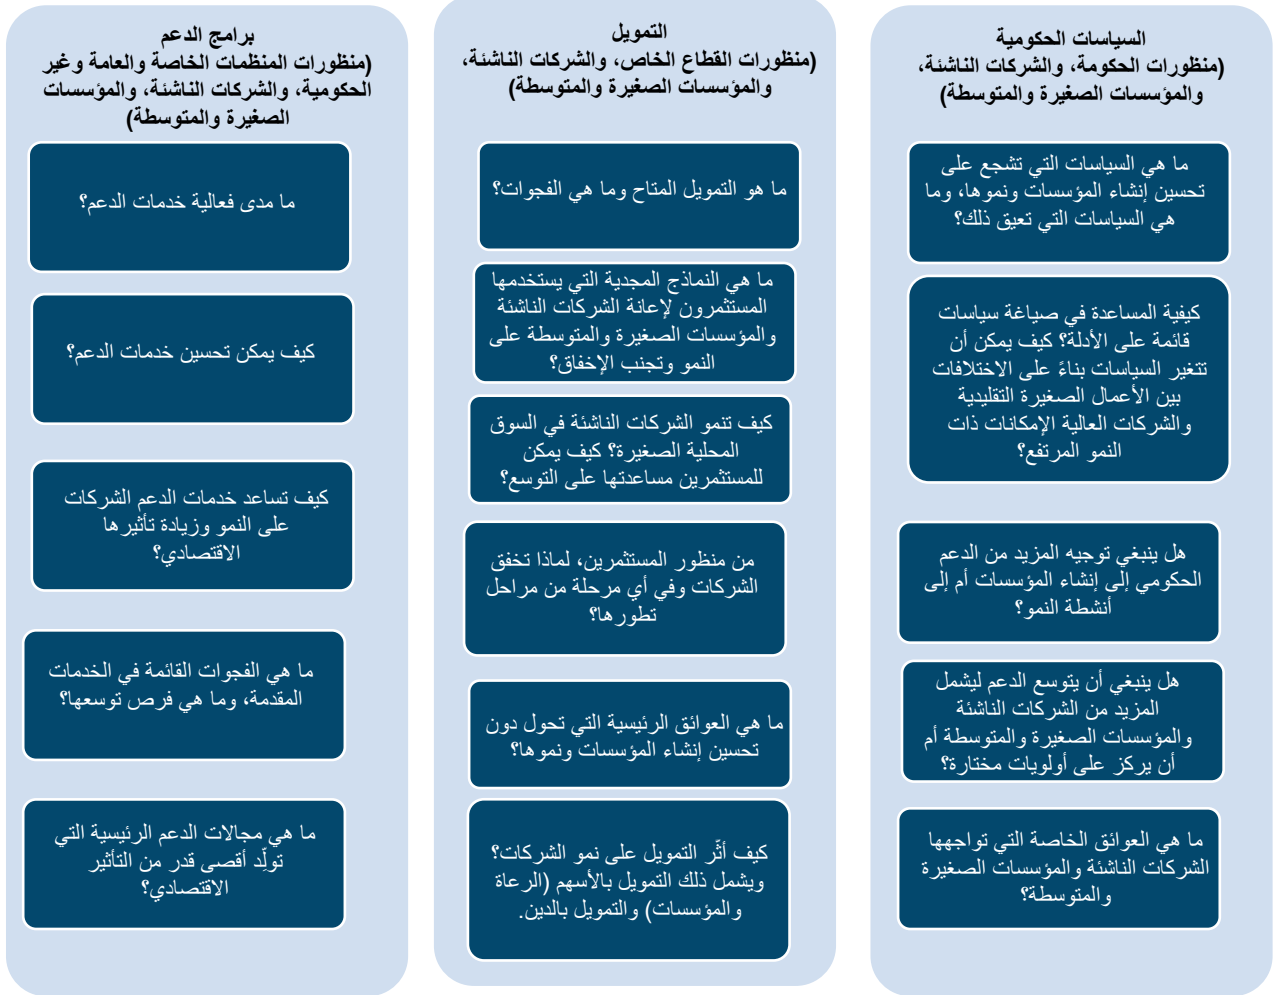 السياسات الحكومية
(منظورات الحكومة، والشركات الناشئة،
والمؤسسات الصغيرة والمتوسطة)
ما هي السياسات التي تشجع على
تحسين إنشاء المؤسسات ونموها، وما
هي السياسات التي تعيق ذلك؟
كيفية المساعدة في صياغة سياسات
قائمة على الأدلة؟ كيف يمكن أن
تتغير السياسات بناءً على الاختلافات
بين الأعمال الصغيرة التقليدية
والشركات العالية الإمكانات ذات
النمو المرتفع؟
هل ينبغي توجيه المزيد من الدعم
الحكومي إلى إنشاء المؤسسات أم إلى
أنشطة النمو؟
هل ينبغي أن يتوسع الدعم ليشمل
المزيد من الشركات الناشئة
والمؤسسات الصغيرة والمتوسطة أم
أن يركز على أولويات مختارة؟
ما هي العوائق الخاصة التي تواجهها
الشركات الناشئة والمؤسسات الصغيرة
والمتوسطة؟
التمويل
(منظورات القطاع الخاص، والشركات الناشئة،
والمؤسسات الصغيرة والمتوسطة)
ما هو التمويل المتاح وما هي الفجوات؟
ما هي النماذج المجدية التي يستخدمها
المستثمرون لإعانة الشركات الناشئة
والمؤسسات الصغيرة والمتوسطة على
النمو وتجنب الإخفاق؟
كيف تنمو الشركات الناشئة في السوق
المحلية الصغيرة؟ كيف يمكن
للمستثمرين مساعدتها على التوسع؟
من منظور المستثمرين، لماذا تخفق
الشركات وفي أي مرحلة من مراحل
تطورها؟
ما هي العوائق الرئيسية التي تحول دون
تحسين إنشاء المؤسسات ونموها؟
كيف أثّر التمويل على نمو الشركات؟
ويشمل ذلك التمويل بالأسهم (الرعاة
والمؤسسات) والتمويل بالدين.
برامج الدعم
(منظورات المنظمات الخاصة والعامة وغير
الحكومية، والشركات الناشئة، والمؤسسات
الصغيرة والمتوسطة)
ما مدى فعالية خدمات الدعم؟
كيف يمكن تحسين خدمات الدعم؟
كيف تساعد خدمات الدعم الشركات
على النمو وزيادة تأثيرها
الاقتصادي؟
ما هي الفجوات القائمة في الخدمات
المقدمة، وما هي فرص توسعها؟
ما هي مجالات الدعم الرئيسية التي
تولّد أقصى قدر من التأثير
الاقتصادي؟